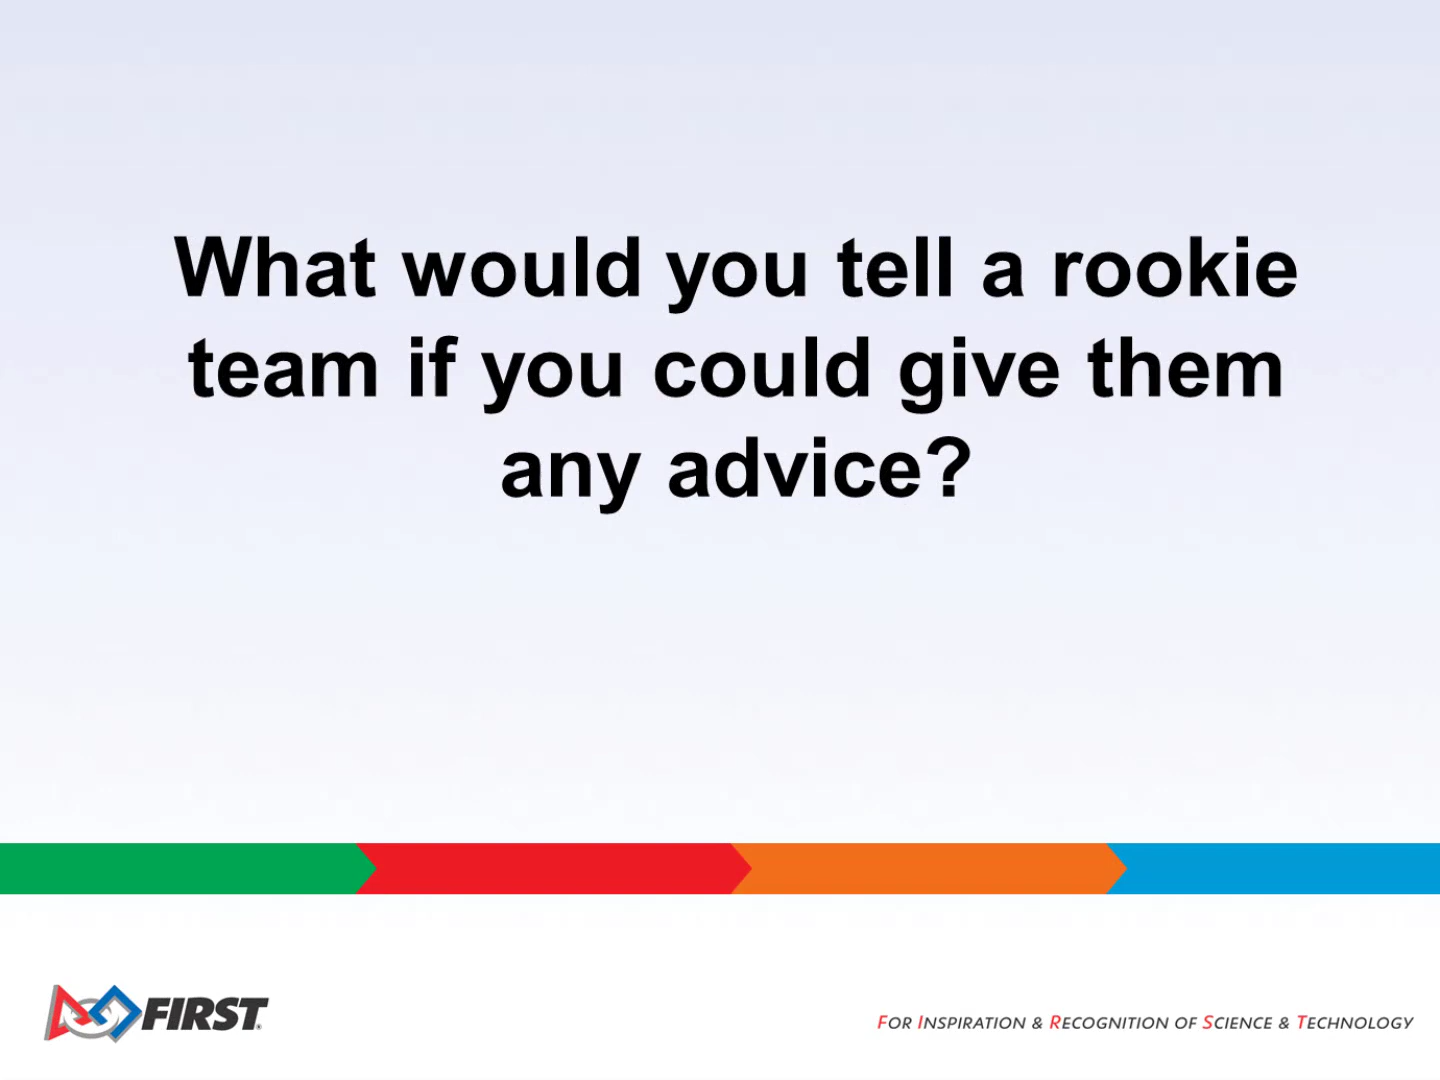 What would you tell a rookie
team if you could give them
any advice?
FIRST®
FOR INSPIRATION & RECOGNITION OF SCIENCE & TECHNOLOGY